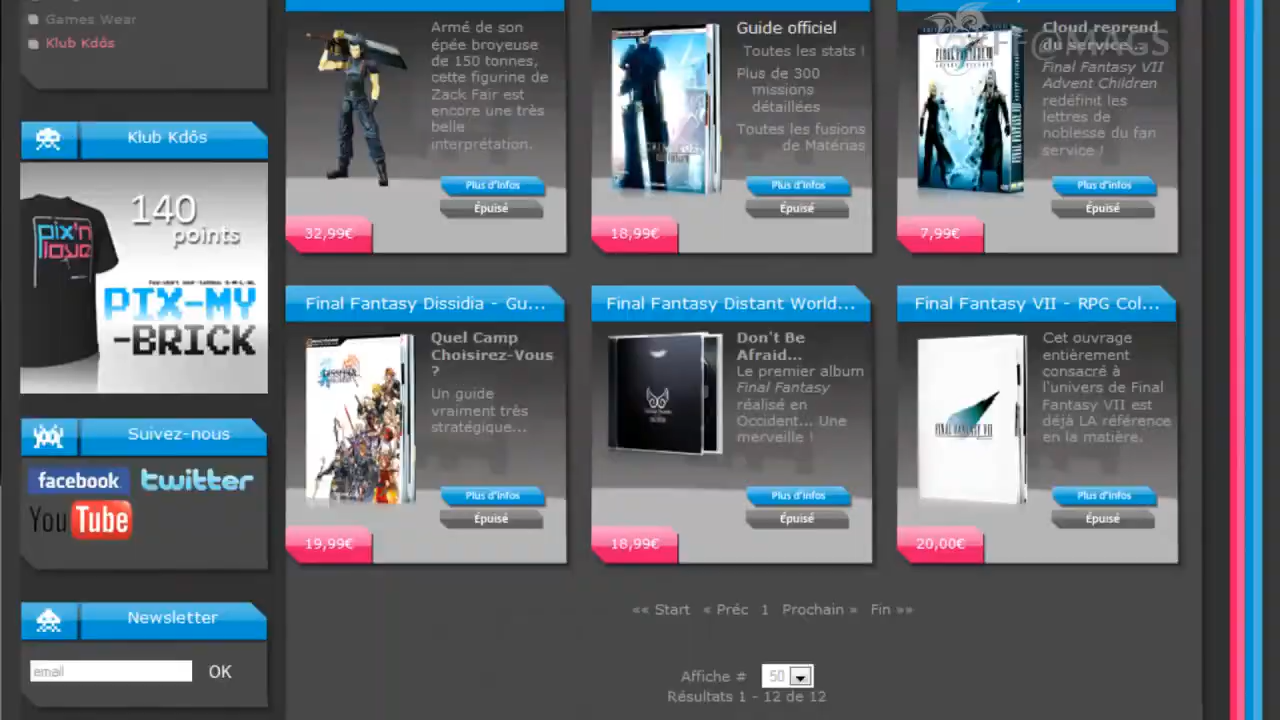 Games Wear
Klub Kdôs
Klub Kdôs
140
points
pix'n
love
PIX-MY
-BRICK
Suivez-nous
facebook
twitter
You Tube
Newsletter
email
OK
Armé de son
épée broyeuse
de 150 tonnes,
cette figurine de
Zack Fair est
encore une très
belle
interprétation.
Plus d'infos
Épuisé
32,99€
Guide officiel
Toutes les stats !
Plus de 300
missions
détaillées
Toutes les fusions
de Matérias
Plus d'infos
Épuisé
18,99€
Cloud reprend
du service...
Final Fantasy VII
Advent Children
redéfinit les
lettres de
noblesse du fan
service !
Plus d'infos
Épuisé
7,99€
Final Fantasy Dissidia - Gu...
Quel Camp
Choisirez-Vous
?
Un guide
vraiment très
stratégique...
Plus d'infos
Épuisé
19,99€
Final Fantasy Distant World...
Don't Be
Afraid...
Le premier album
Final Fantasy
réalisé en
Occident... Une
merveille !
Plus d'infos
Épuisé
18,99€
Final Fantasy VII - RPG Col...
FINAL FANTASY VII
Cet ouvrage
entièrement
consacré à
l'univers de Final
Fantasy VII est
déjà LA référence
en la matière.
Plus d'infos
Épuisé
20,00€
«« Start « Préc 1 Prochain » Fin »»
Affiche # 50
Résultats 1 - 12 de 12